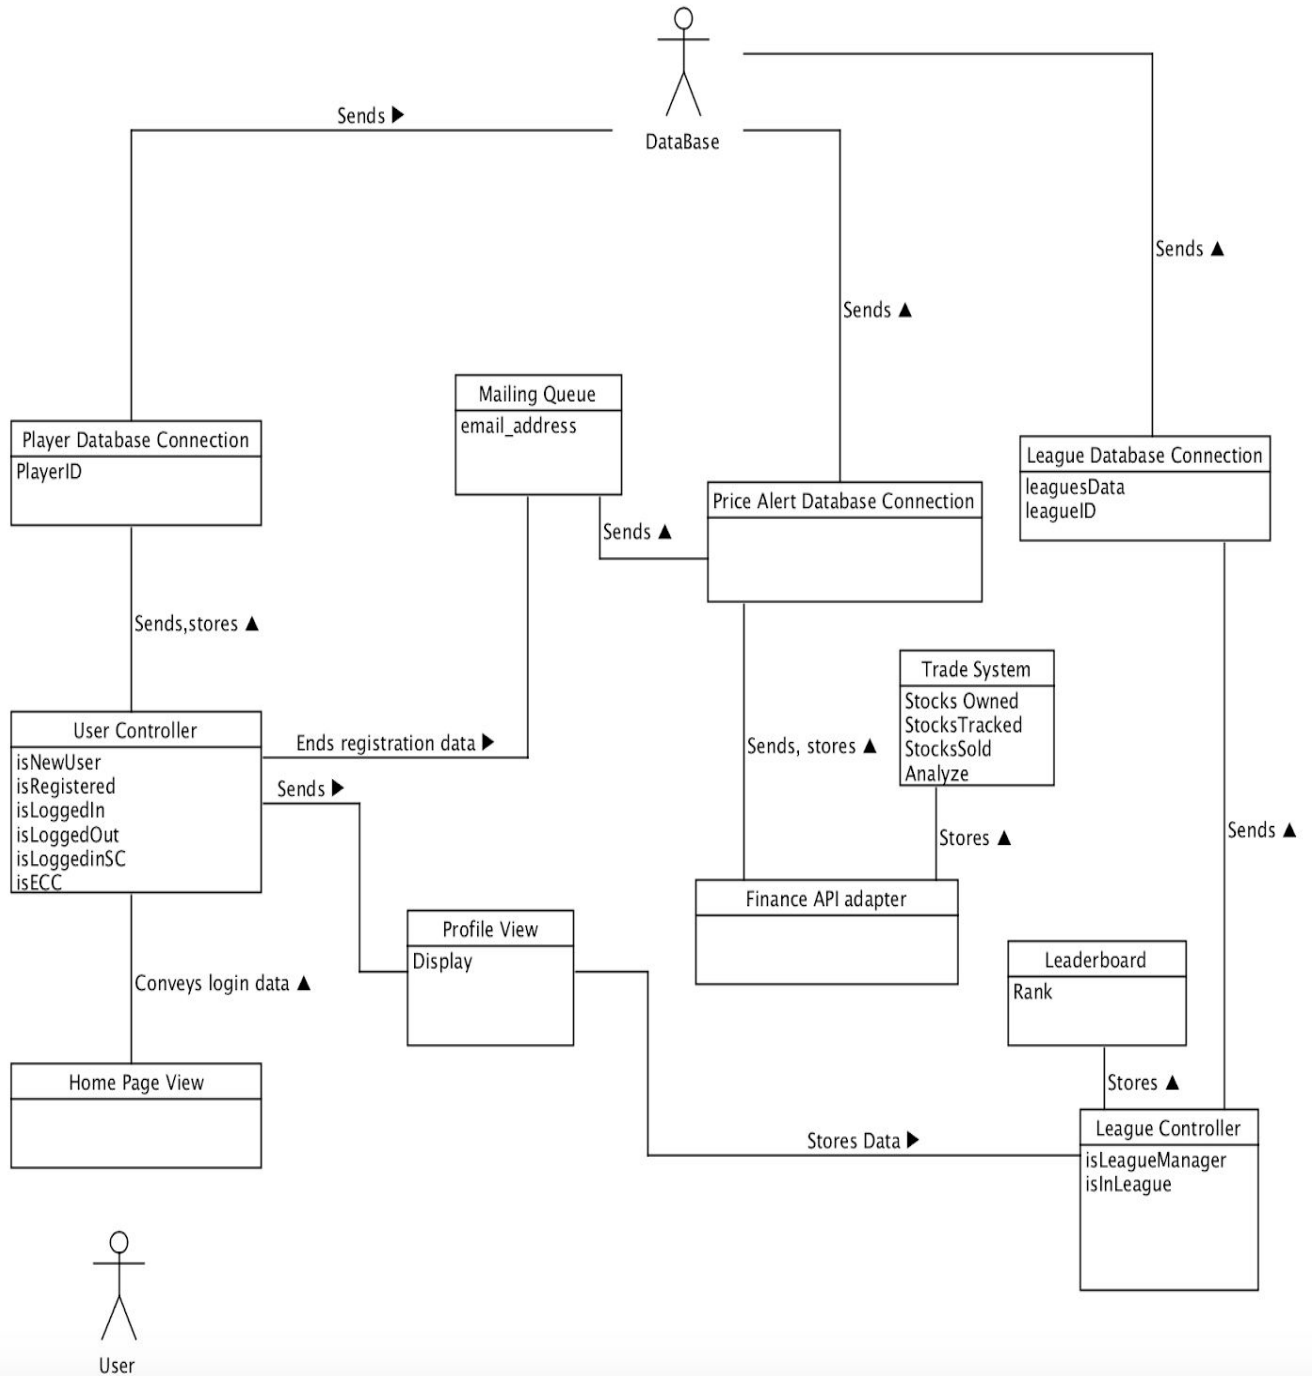 Sends ▶
DataBase
Sends ▲
Sends ▲
Mailing Queue
email_address
Player Database Connection
PlayerID
League Database Connection
leaguesData
leagueID
Price Alert Database Connection
Sends ▲
Sends,stores ▲
Trade System
Stocks Owned
StocksTracked
StocksSold
Analyze
User Controller
isNewUser
isRegistered
isLoggedIn
isLoggedOut
isLoggedinSC
isECC
Ends registration data ▶
Sends, stores ▲
Sends ▶
Stores ▲
Sends ▲
Finance API adapter
Profile View
Display
Leaderboard
Rank
Conveys login data ▲
Home Page View
Stores ▲
League Controller
isLeagueManager
isInLeague
Stores Data ▶
User